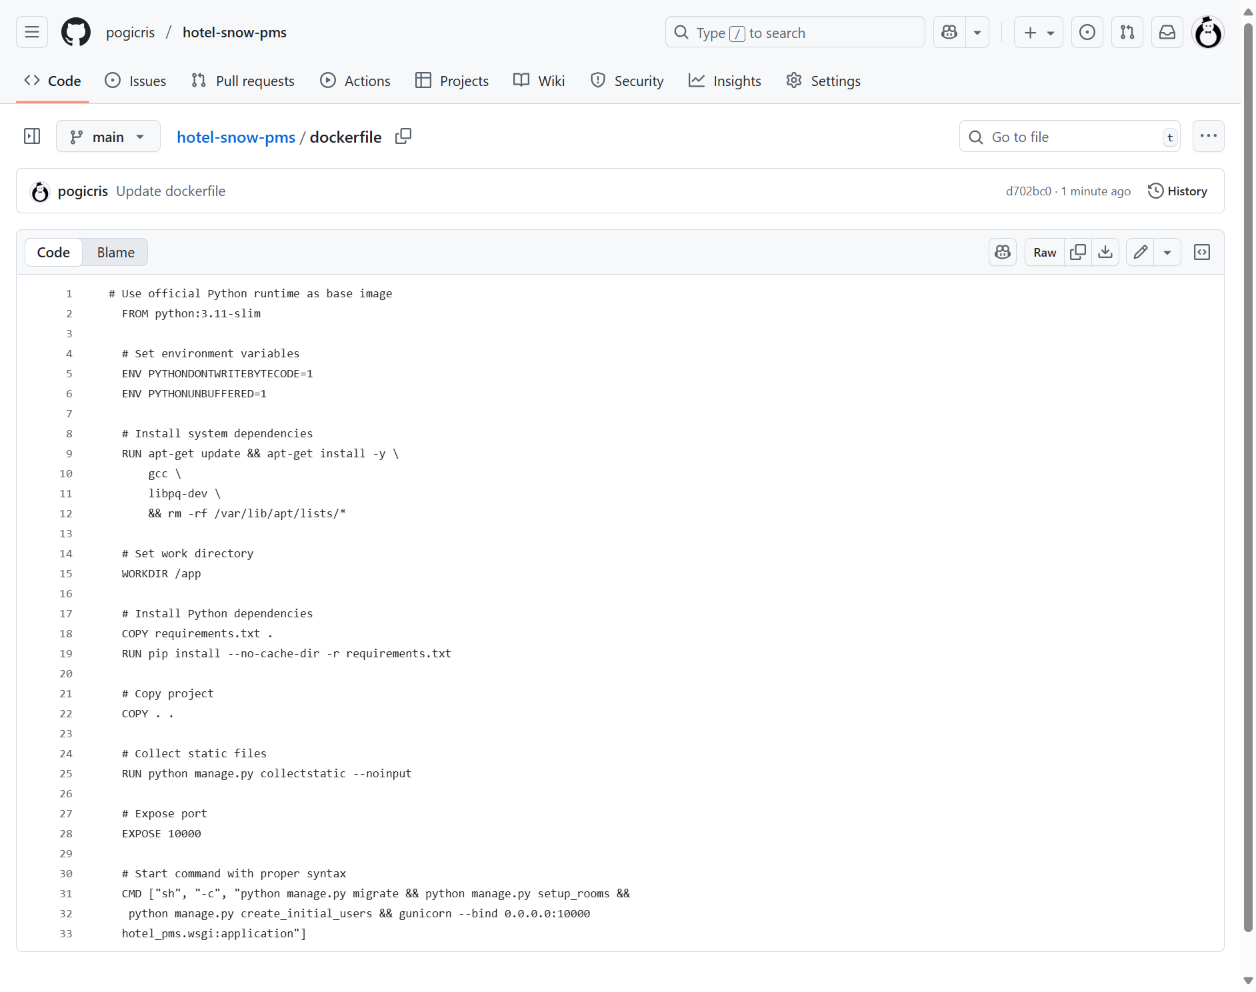 pogicris / hotel-snow-pms
Type / to search
Code
Issues
Pull requests
Actions
Projects
Wiki
Security
Insights
Settings
main
hotel-snow-pms / dockerfile
Go to file
t
pogicris Update dockerfile
d702bc0 · 1 minute ago
History
Code
Blame
Raw
1 # Use official Python runtime as base image
2 FROM python:3.11-slim
3
4 # Set environment variables
5 ENV PYTHONDONTWRITEBYTECODE=1
6 ENV PYTHONUNBUFFERED=1
7
8 # Install system dependencies
9 RUN apt-get update && apt-get install -y \
10 gcc \
11 libpq-dev \
12 && rm -rf /var/lib/apt/lists/*
13
14 # Set work directory
15 WORKDIR /app
16
17 # Install Python dependencies
18 COPY requirements.txt .
19 RUN pip install --no-cache-dir -r requirements.txt
20
21 # Copy project
22 COPY . .
23
24 # Collect static files
25 RUN python manage.py collectstatic --noinput
26
27 # Expose port
28 EXPOSE 10000
29
30 # Start command with proper syntax
31 CMD ["sh", "-c", "python manage.py migrate && python manage.py setup_rooms &&
32 python manage.py create_initial_users && gunicorn --bind 0.0.0.0:10000
33 hotel_pms.wsgi:application"]